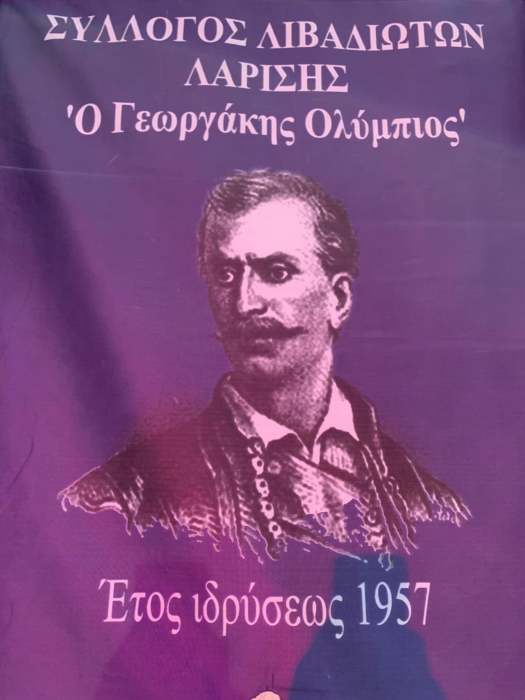 ΣΥΛΛΟΓΟΣ ΛΙΒΑΔΙΩΤΩΝ
ΛΑΡΙΣΗΣ
'Ο Γεωργάκης Ολύμπιος'
Έτος ιδρύσεως 1957